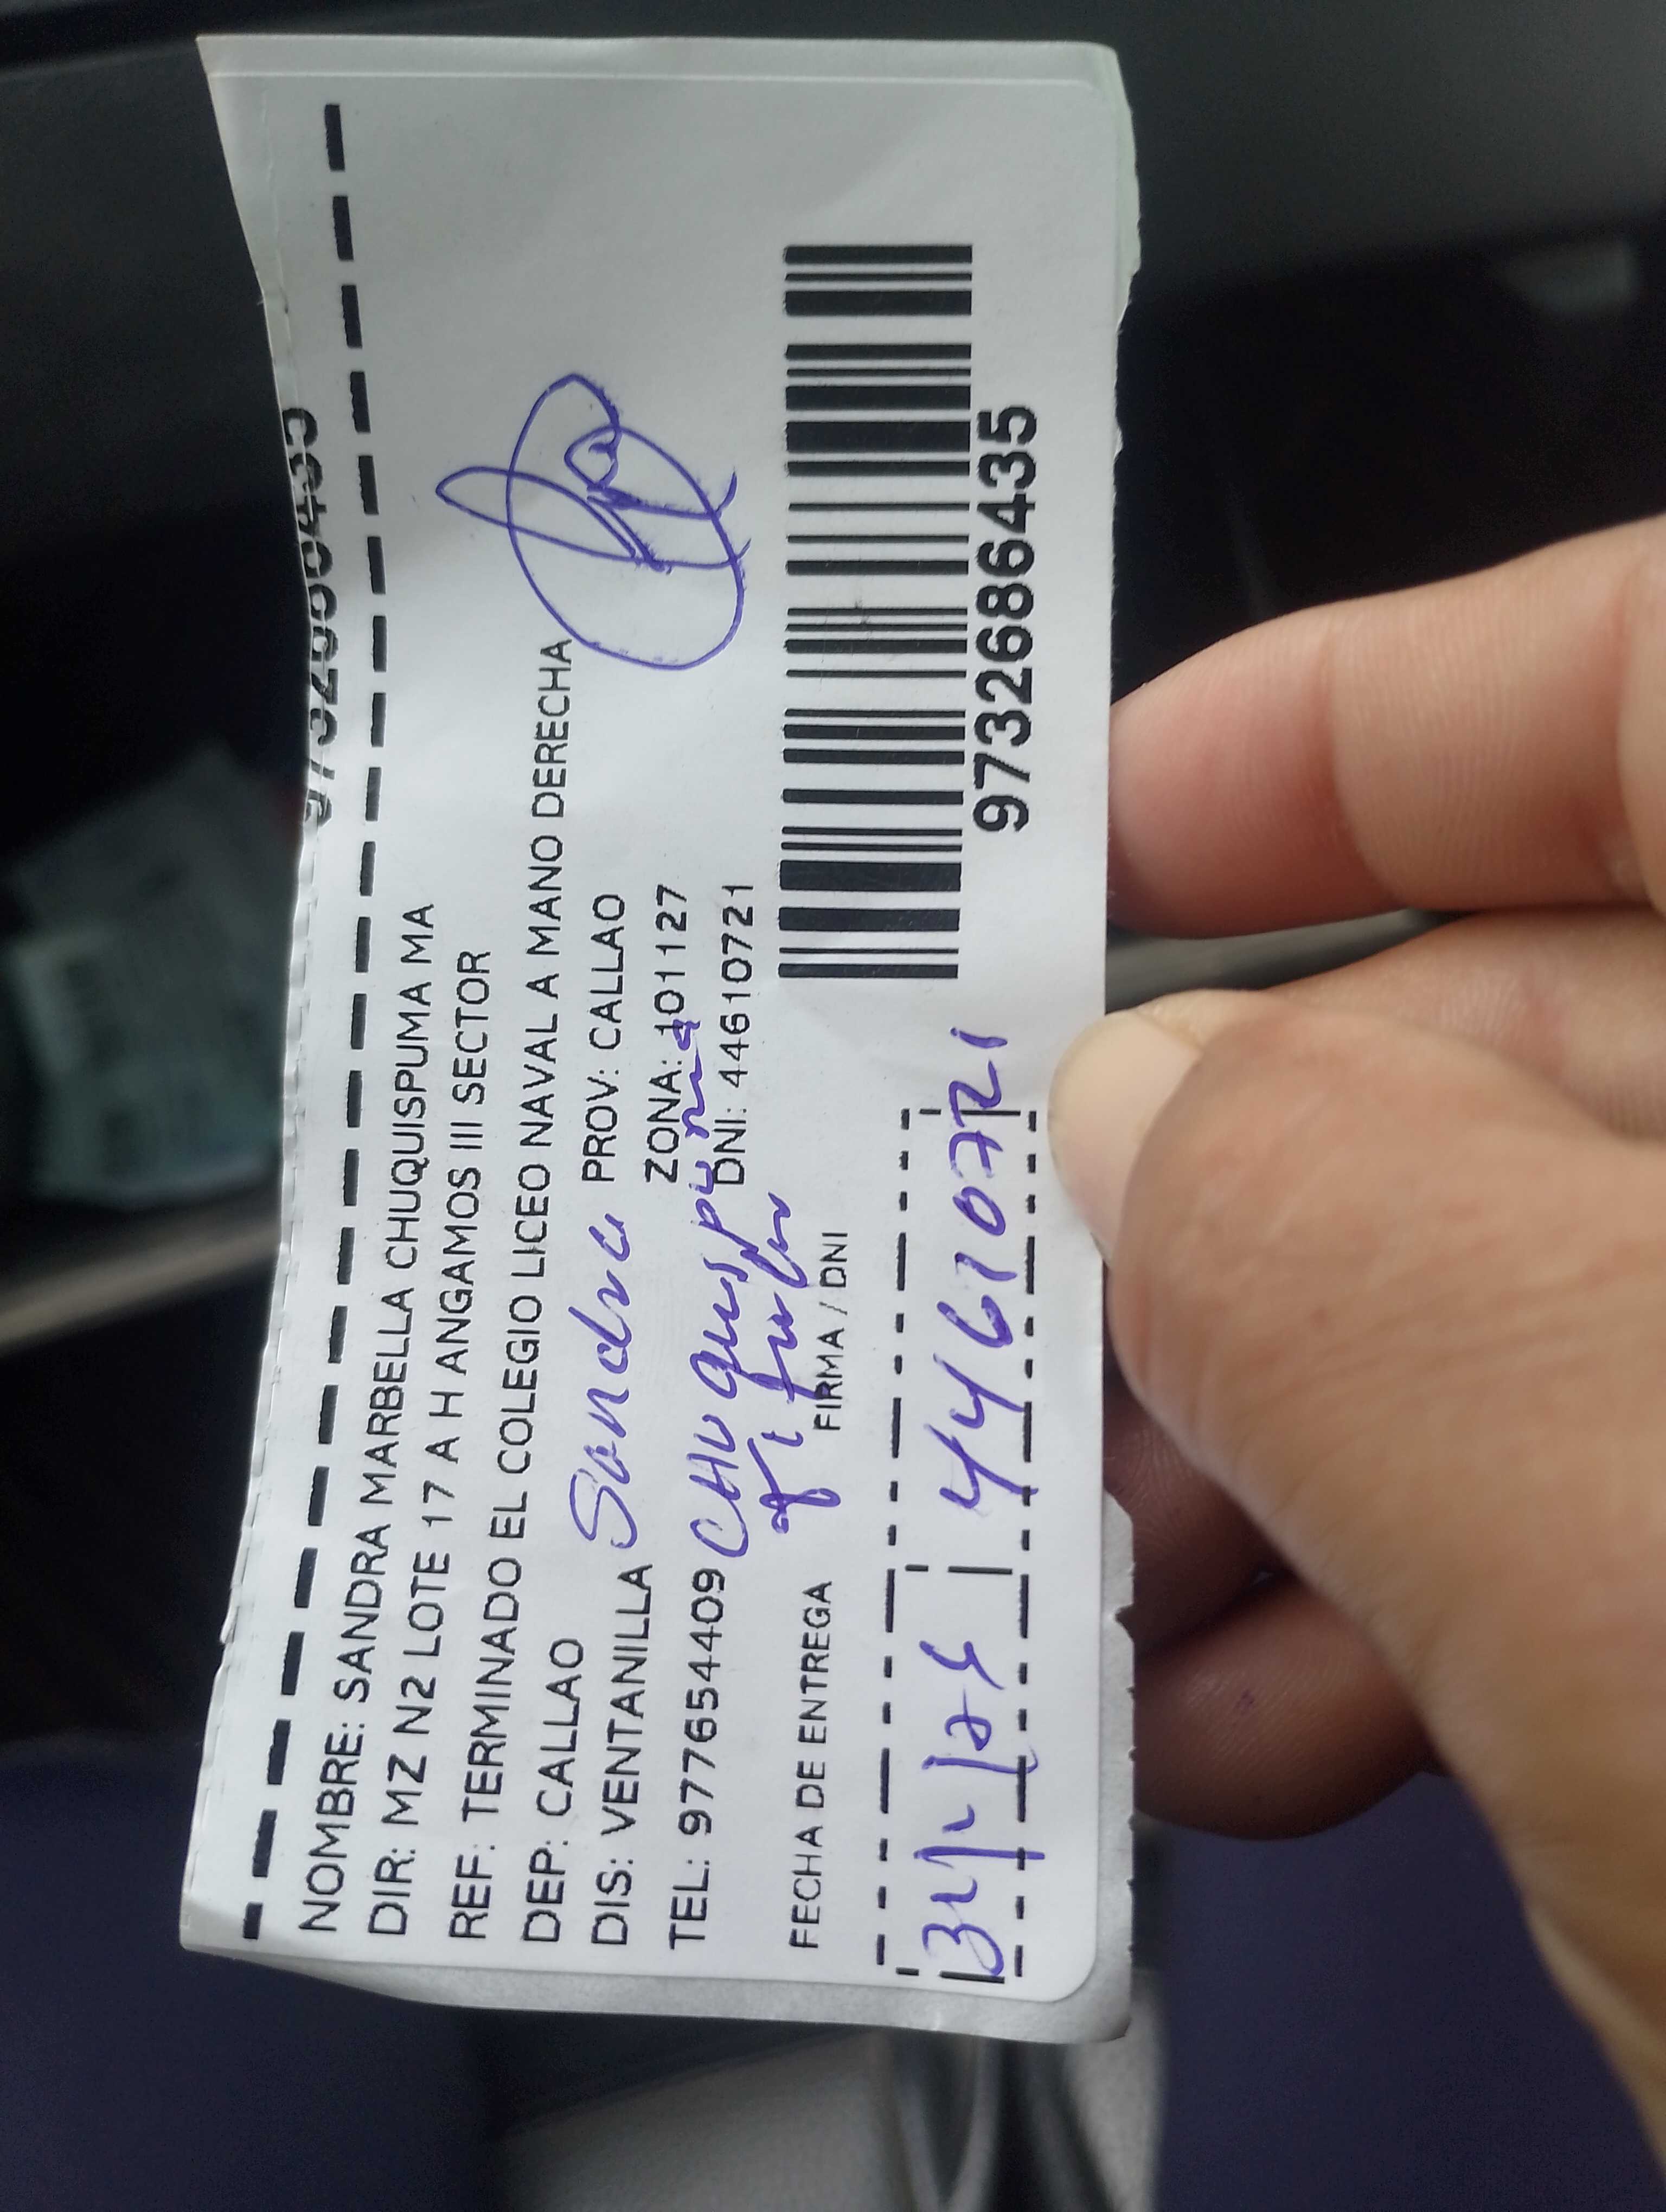 NOMBRE: SANDRA MARBELLA CHUQUISPUMA MA
DIR: MZ N2 LOTE 17 A H ANGAMOS III SECTOR
REF: TERMINADO EL COLEGIO LICEO NAVAL A MANO DERECHA
DEP: CALLAO PROV: CALLAO
DIS: VENTANILLA ZONA: 101127
Sandra
TEL: 977654409 DNI: 44610721
CHuquispuma
FECHA DE ENTREGA FIRMA / DNI
44610721
9732686435